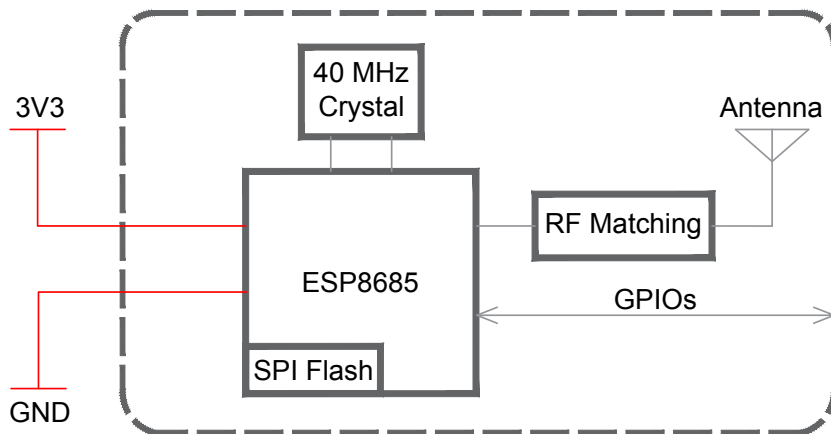 40 MHz
Crystal
3V3
Antenna
RF Matching
ESP8685
GPIOs
SPI Flash
GND